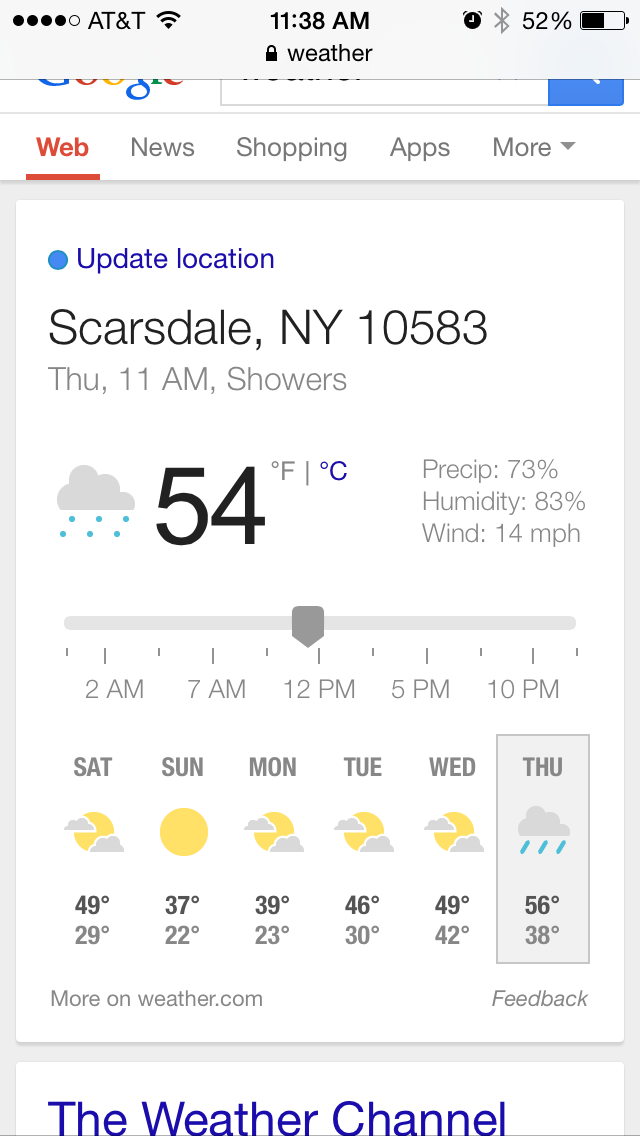 AT&T 11:38 AM 52%
weather
Google weather
Web News Shopping Apps More
Update location
Scarsdale, NY 10583
Thu, 11 AM, Showers
54 °F | °C
Precip: 73%
Humidity: 83%
Wind: 14 mph
2 AM 7 AM 12 PM 5 PM 10 PM
SAT SUN MON TUE WED THU
49° 37° 39° 46° 49° 56°
29° 22° 23° 30° 42° 38°
More on weather.com Feedback
The Weather Channel